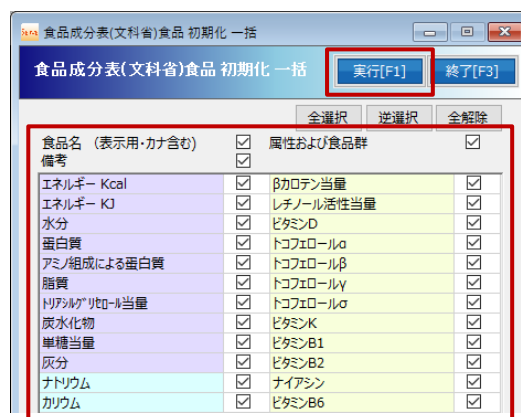 食品成分表(文科省)食品 初期化 一括
食品成分表(文科省)食品 初期化 一括 実行[F1] 終了[F3]
全選択 逆選択 全解除
食品名 (表示用・カナ含む) 属性および食品群
備考
エネルギー Kcal βカロテン当量
エネルギー KJ レチノール活性当量
水分 ビタミンD
蛋白質 トコフェロールα
アミノ組成による蛋白質 トコフェロールβ
脂質 トコフェロールγ
トリアシルグリセロール当量 トコフェロールσ
炭水化物 ビタミンK
単糖当量 ビタミンB1
灰分 ビタミンB2
ナトリウム ナイアシン
カリウム ビタミンB6